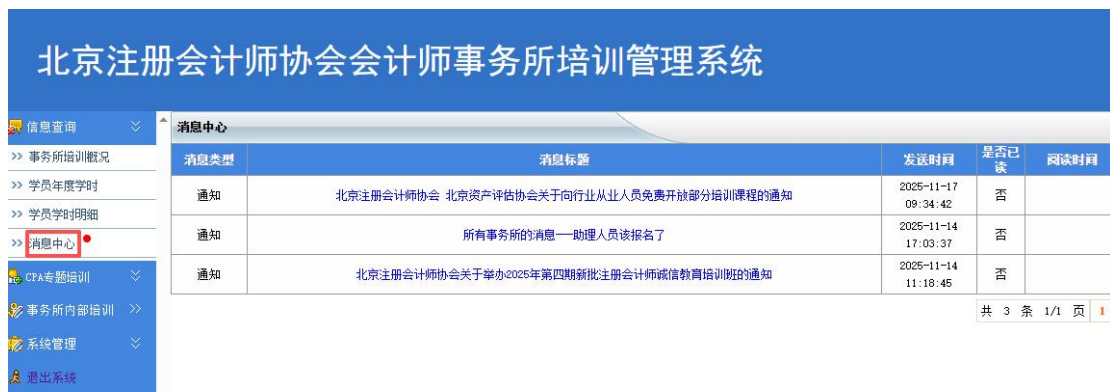 北京注册会计师协会会计师事务所培训管理系统
信息查询
>> 事务所培训概况
>> 学员年度学时
>> 学员学时明细
>> 消息中心
CPA专题培训
事务所内部培训
系统管理
退出系统
消息中心
消息类型 消息标题 发送时间 是否已读 阅读时间
通知 北京注册会计师协会 北京资产评估协会关于向行业从业人员免费开放部分培训课程的通知 2025-11-17 09:34:42 否
通知 所有事务所的消息——助理人员该报名了 2025-11-14 17:03:37 否
通知 北京注册会计师协会关于举办2025年第四期新批注册会计师诚信教育培训班的通知 2025-11-14 11:18:45 否
共 3 条 1/1 页 1